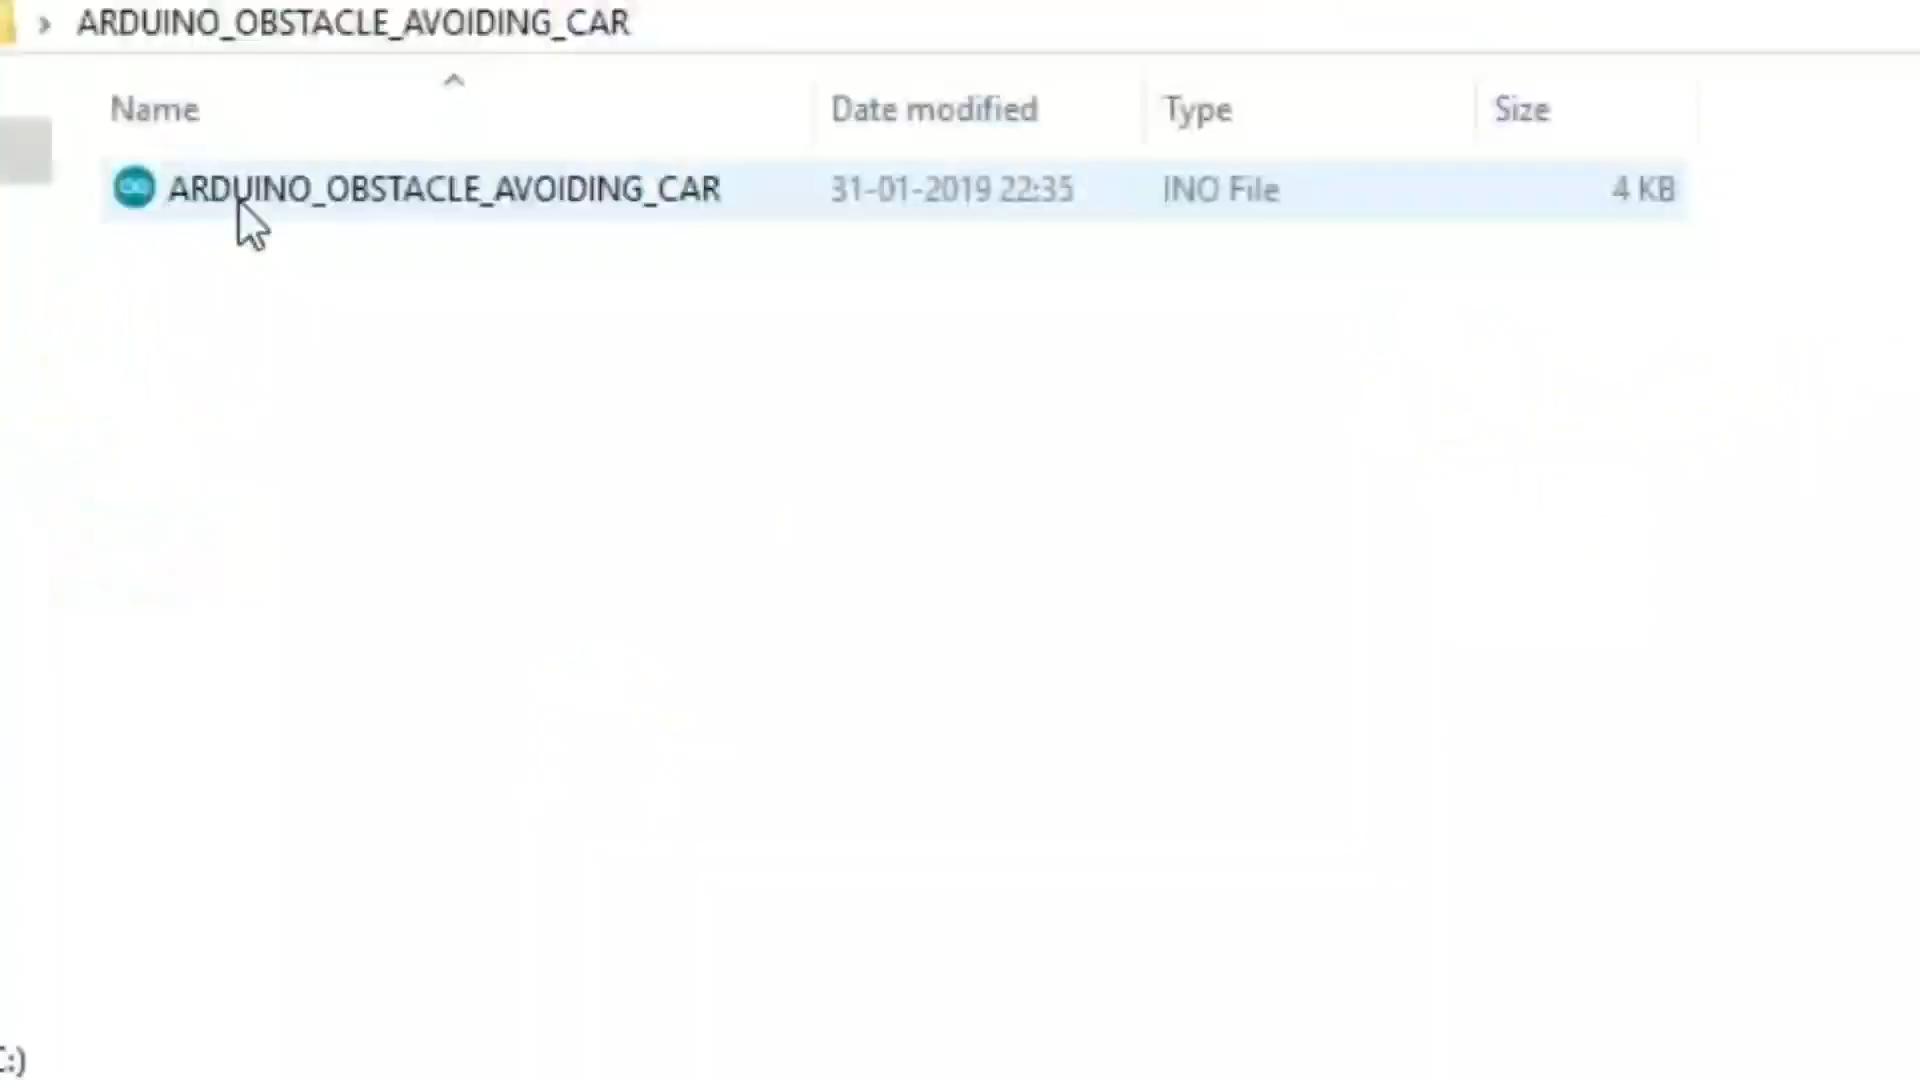 › ARDUINO_OBSTACLE_AVOIDING_CAR
Name Date modified Type Size
ARDUINO_OBSTACLE_AVOIDING_CAR 31-01-2019 22:35 INO File 4 KB
:)